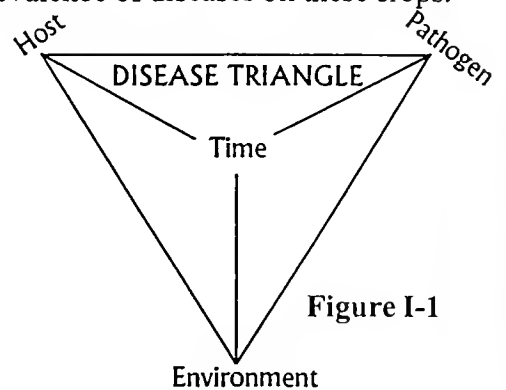 Host
Pathogen
DISEASE TRIANGLE
Time
Figure I-1
Environment